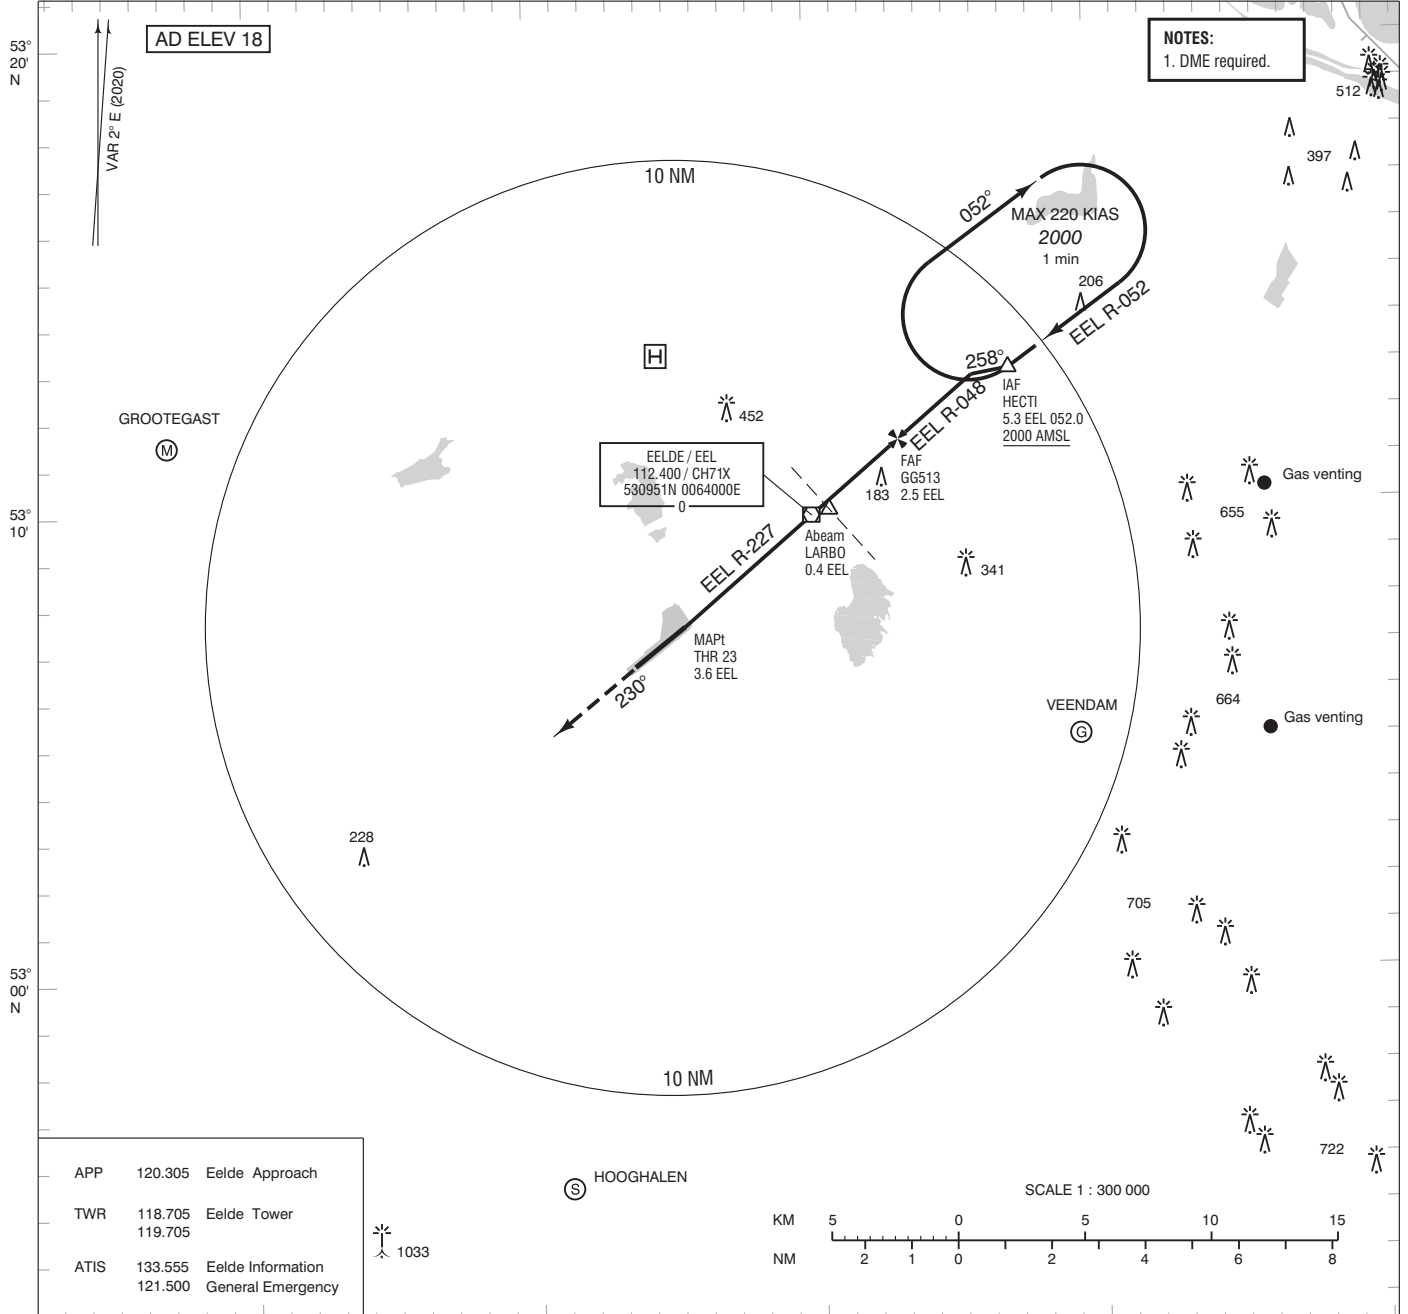 53°
20'
N
AD ELEV 18
VAR 2° E (2020)
NOTES:
1. DME required.
512
397
10 NM
052°
MAX 220 KIAS
2000
1 min
206
EEL R-052
H
258°
IAF
HECTI
5.3 EEL 052.0
2000 AMSL
EEL R-048
452
GROOTEGAST
M
EELDE / EEL
112.400 / CH71X
530951N 0064000E
0
FAF
GG513
2.5 EEL
183
Gas venting
655
53°
10'
Abeam
LARBO
0.4 EEL
341
EEL R-227
MAPt
THR 23
3.6 EEL
230°
664
VEENDAM
G
Gas venting
228
705
53°
00'
N
10 NM
722
HOOGHALEN
S
APP 120.305 Eelde Approach
TWR 118.705 Eelde Tower
119.705
ATIS 133.555 Eelde Information
121.500 General Emergency
1033
SCALE 1 : 300 000
KM 5 0 5 10 15
NM 2 1 0 2 4 6 8